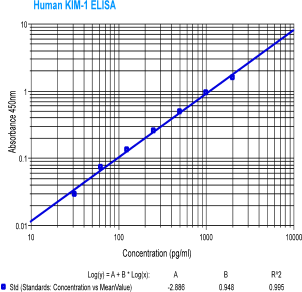 Human KIM-1 ELISA
10
1
0.1
0.01
Absorbance 450nm
10
100
1000
10000
Concentration (pg/ml)
Log(y) = A + B * Log(x): A B R^2
Std (Standards: Concentration vs MeanValue) -2.886 0.948 0.995